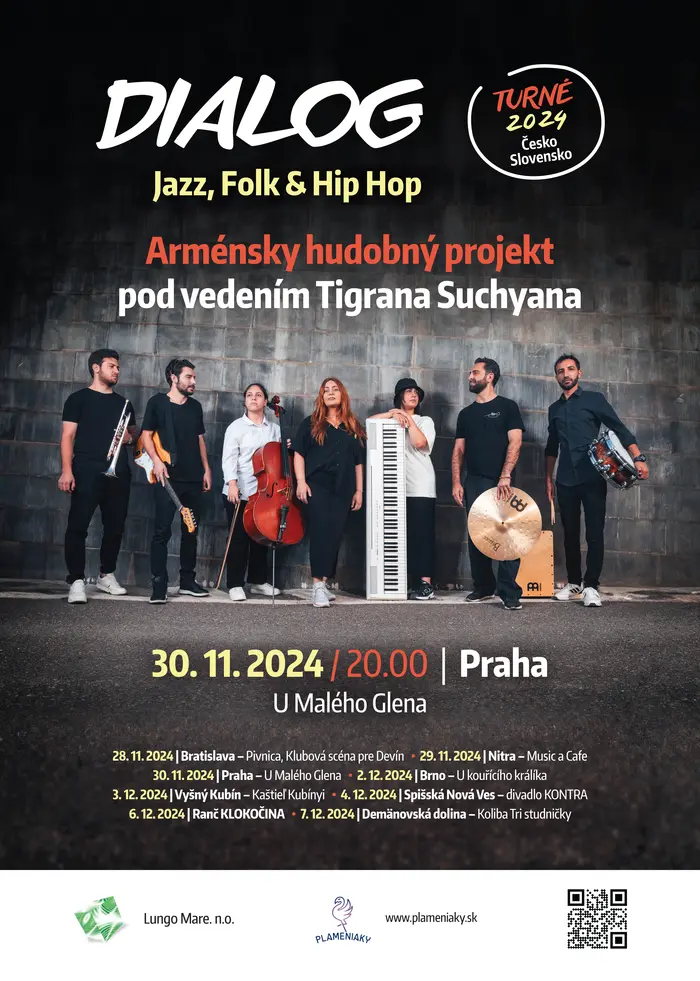 DIALOG
Jazz, Folk & Hip Hop
TURNÉ
2024
Česko
Slovensko
Arménsky hudobný projekt
pod vedením Tigrana Suchyana
30. 11. 2024 / 20.00 | Praha
U Malého Glena
28. 11. 2024 | Bratislava – Pivnica, Klubová scéna pre Devín • 29. 11. 2024 | Nitra – Music a Cafe
30. 11. 2024 | Praha – U Malého Glena • 2. 12. 2024 | Brno – U kouřícího králíka
3. 12. 2024 | Vyšný Kubín – Kaštieľ Kubínyi • 4. 12. 2024 | Spišská Nová Ves – divadlo KONTRA
6. 12. 2024 | Ranč KLOKOČINA • 7. 12. 2024 | Demänovská dolina – Koliba Tri studničky
Lungo Mare. n.o.
PLAMENIAKY
www.plameniaky.sk